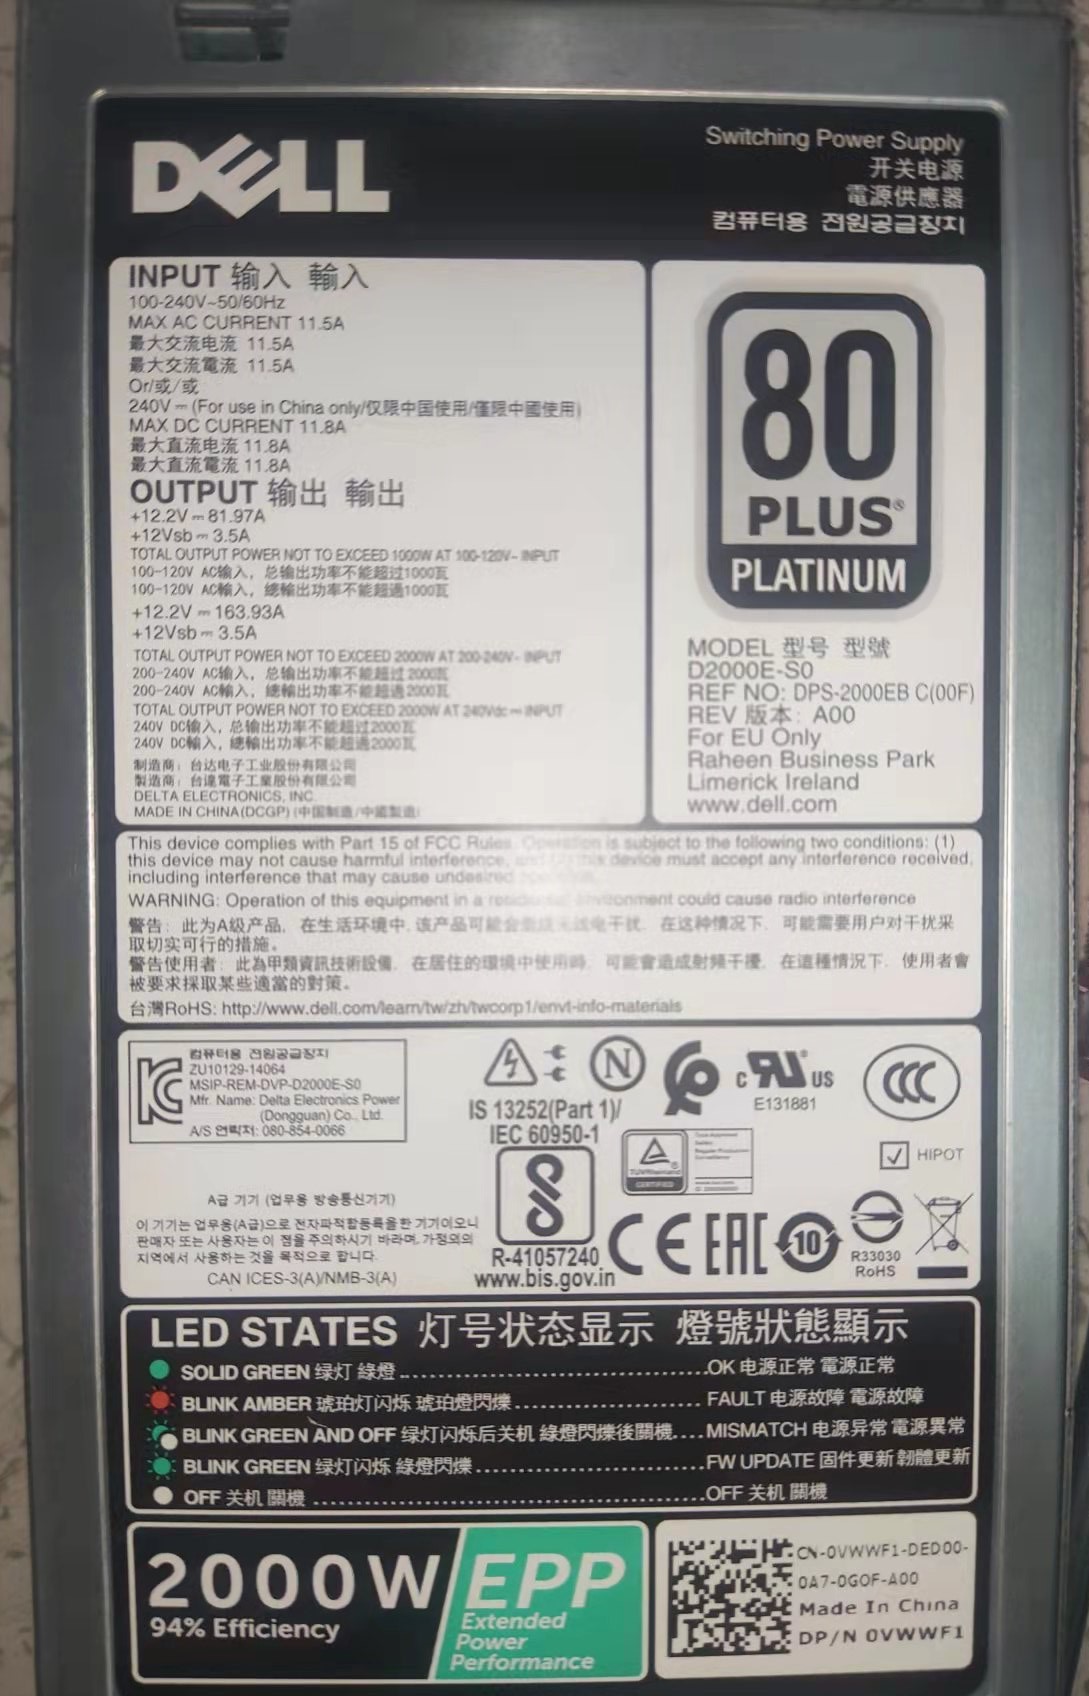 DELL
Switching Power Supply
开关电源
電源供應器
컴퓨터용 전원공급장치
INPUT 输入 輸入
100-240V~50/60Hz
MAX AC CURRENT 11.5A
最大交流电流 11.5A
最大交流電流 11.5A
Or/或/或
240V⎓(For use in China only/仅限中国使用/僅限中國使用)
MAX DC CURRENT 11.8A
最大直流电流 11.8A
最大直流電流 11.8A
OUTPUT 输出 輸出
+12.2V⎓81.97A
+12Vsb⎓3.5A
TOTAL OUTPUT POWER NOT TO EXCEED 1000W AT 100-120V~ INPUT
100-120V AC输入，总输出功率不能超过1000瓦
100-120V AC輸入，總輸出功率不能超過1000瓦
+12.2V⎓163.93A
+12Vsb⎓3.5A
TOTAL OUTPUT POWER NOT TO EXCEED 2000W AT 200-240V~ INPUT
200-240V AC输入，总输出功率不能超过2000瓦
200-240V AC輸入，總輸出功率不能超過2000瓦
TOTAL OUTPUT POWER NOT TO EXCEED 2000W AT 240Vdc⎓INPUT
240V DC输入，总输出功率不能超过2000瓦
240V DC輸入，總輸出功率不能超過2000瓦
制造商：台达电子工业股份有限公司
製造商：台達電子工業股份有限公司
DELTA ELECTRONICS, INC.
MADE IN CHINA(DCGP) (中国制造/中國製造)
80
PLUS®
PLATINUM
MODEL 型号 型號
D2000E-S0
REF NO: DPS-2000EB C(00F)
REV 版本: A00
For EU Only
Raheen Business Park
Limerick Ireland
www.dell.com
This device complies with Part 15 of FCC Rules. Operation is subject to the following two conditions: (1)
this device may not cause harmful interference, and (2) this device must accept any interference received,
including interference that may cause undesired
WARNING: Operation of this equipment in a residential environment could cause radio interference
警告：此为A级产品，在生活环境中,该产品可能会造成无线电干扰，在这种情况下，可能需要用户对干扰采
取切实可行的措施。
警告使用者：此為甲類資訊技術設備，在居住的環境中使用時，可能會造成射頻干擾，在這種情況下，使用者會
被要求採取某些適當的對策。
台灣RoHS: http://www.dell.com/learn/tw/zh/twcorp1/envt-info-materials
컴퓨터용 전원공급장치
ZU10129-14064
MSIP-REM-DVP-D2000E-S0
Mfr. Name: Delta Electronics Power
(Dongguan) Co., Ltd.
A/S 연락처: 080-854-0066
A급 기기 (업무용 방송통신기기)
이 기기는 업무용(A급)으로 전자파적합등록을한 기기이오니
판매자 또는 사용자는 이 점을 주의하시기 바라며, 가정외의
지역에서 사용하는 것을 목적으로 합니다.
CAN ICES-3(A)/NMB-3(A)
N
c RU US
E131881
CCC
IS 13252(Part 1)/
IEC 60950-1
TÜVRheinland
CERTIFIED
HIPOT
R-41057240
www.bis.gov.in
CE EAC 10
R33030
RoHS
LED STATES 灯号状态显示 燈號狀態顯示
SOLID GREEN 绿灯 綠燈 ........OK 电源正常 電源正常
BLINK AMBER 琥珀灯闪烁 琥珀燈閃爍........FAULT 电源故障 電源故障
BLINK GREEN AND OFF 绿灯闪烁后关机 綠燈閃爍後關機....MISMATCH 电源异常 電源異常
BLINK GREEN 绿灯闪烁 綠燈閃爍........FW UPDATE 固件更新 韌體更新
OFF 关机 關機 ........OFF 关机 關機
2000W
94% Efficiency
EPP
Extended
Power
Performance
CN-0VWWF1-DED00-
0A7-0G0F-A00
Made In China
DP/N 0VWWF1